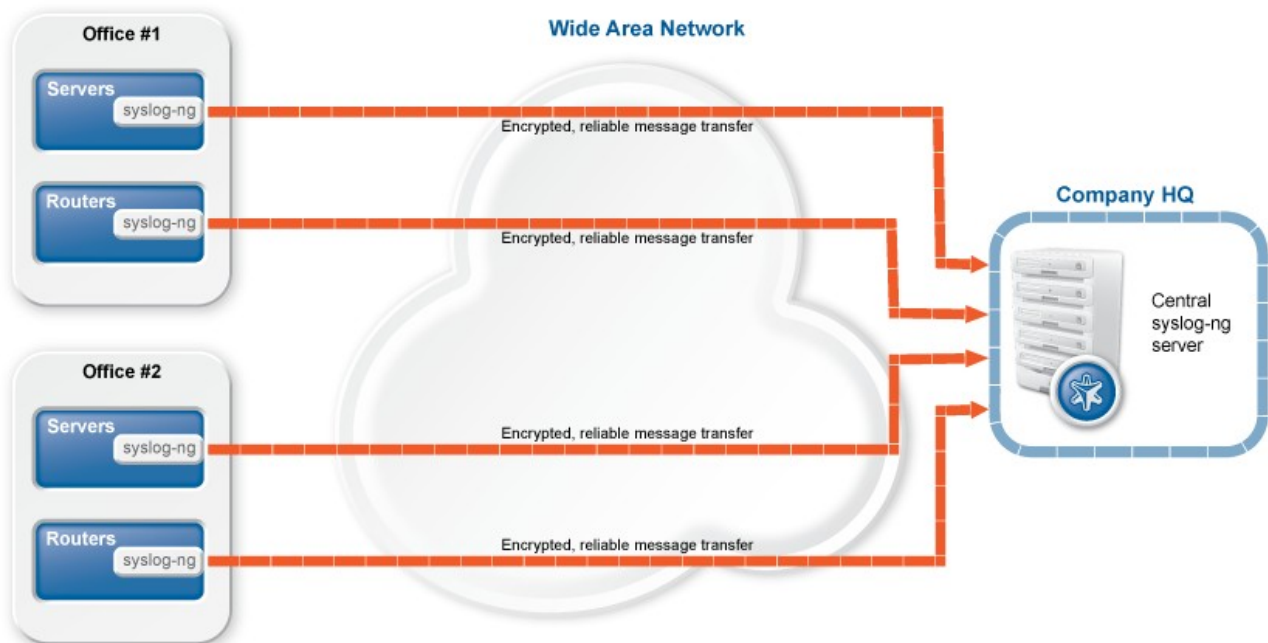 Office #1
Wide Area Network
Servers
syslog-ng
Encrypted, reliable message transfer
Routers
syslog-ng
Encrypted, reliable message transfer
Company HQ
Central
syslog-ng
server
Office #2
Servers
syslog-ng
Encrypted, reliable message transfer
Routers
syslog-ng
Encrypted, reliable message transfer